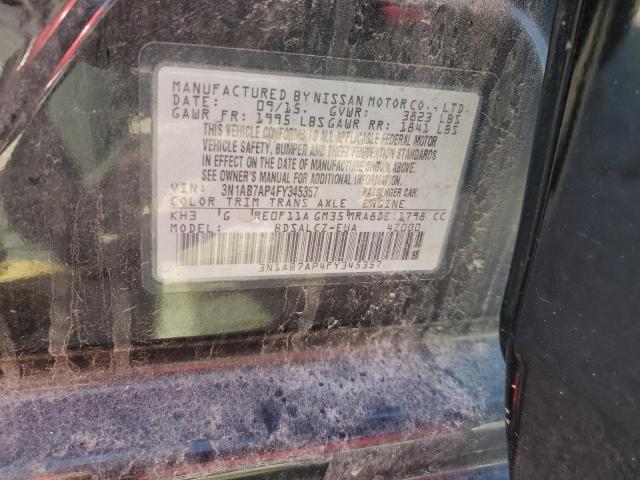 MANUFACTURED BY NISSAN MOTOR CO., LTD.
DATE: 09/15. GVWR: 3823 LBS
GAWR FR: 1995 LBS GAWR RR: 1841 LBS
THIS VEHICLE CONFORMS TO ALL APPLICABLE FEDERAL MOTOR
VEHICLE SAFETY, BUMPER AND THEFT PREVENTION STANDARDS
IN EFFECT ON THE DATE OF MANUFACTURE SHOWN ABOVE.
SEE OWNER'S MANUAL FOR ADDITIONAL INFORMATION
VIN: 3N1AB7AP4FY345357 PASSENGER CAR.
COLOR TRIM TRANS AXLE ENGINE
KH3 G RE0F11A GM35 MRA8DE 1798 CC
MODEL: BDSALCZ-EUA 42000
3N1AB7AP4FY345357